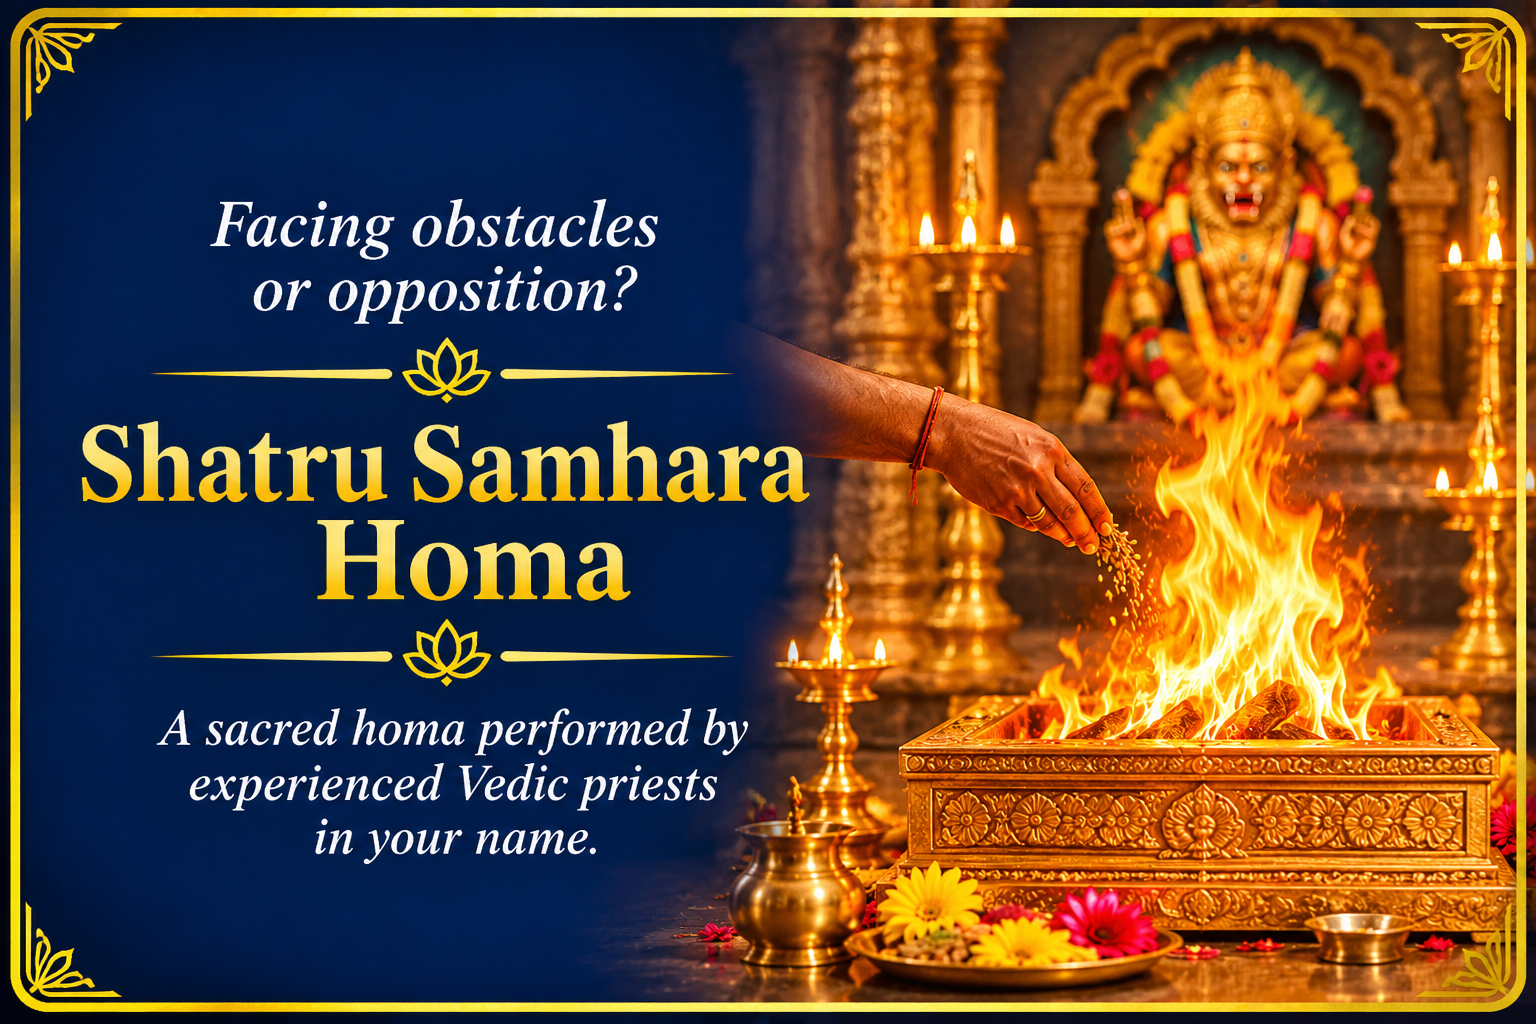 Facing obstacles
or opposition?
Shatru Samhara
Homa
A sacred homa performed by
experienced Vedic priests
in your name.